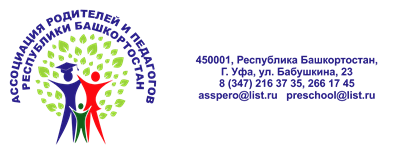 АССОЦИАЦИЯ РОДИТЕЛЕЙ И ПЕДАГОГОВ
РЕСПУБЛИКИ БАШКОРТОСТАН
450001, Республика Башкортостан,
Г. Уфа, ул. Бабушкина, 23
8 (347) 216 37 35, 266 17 45
asspero@list.ru preschool@list.ru